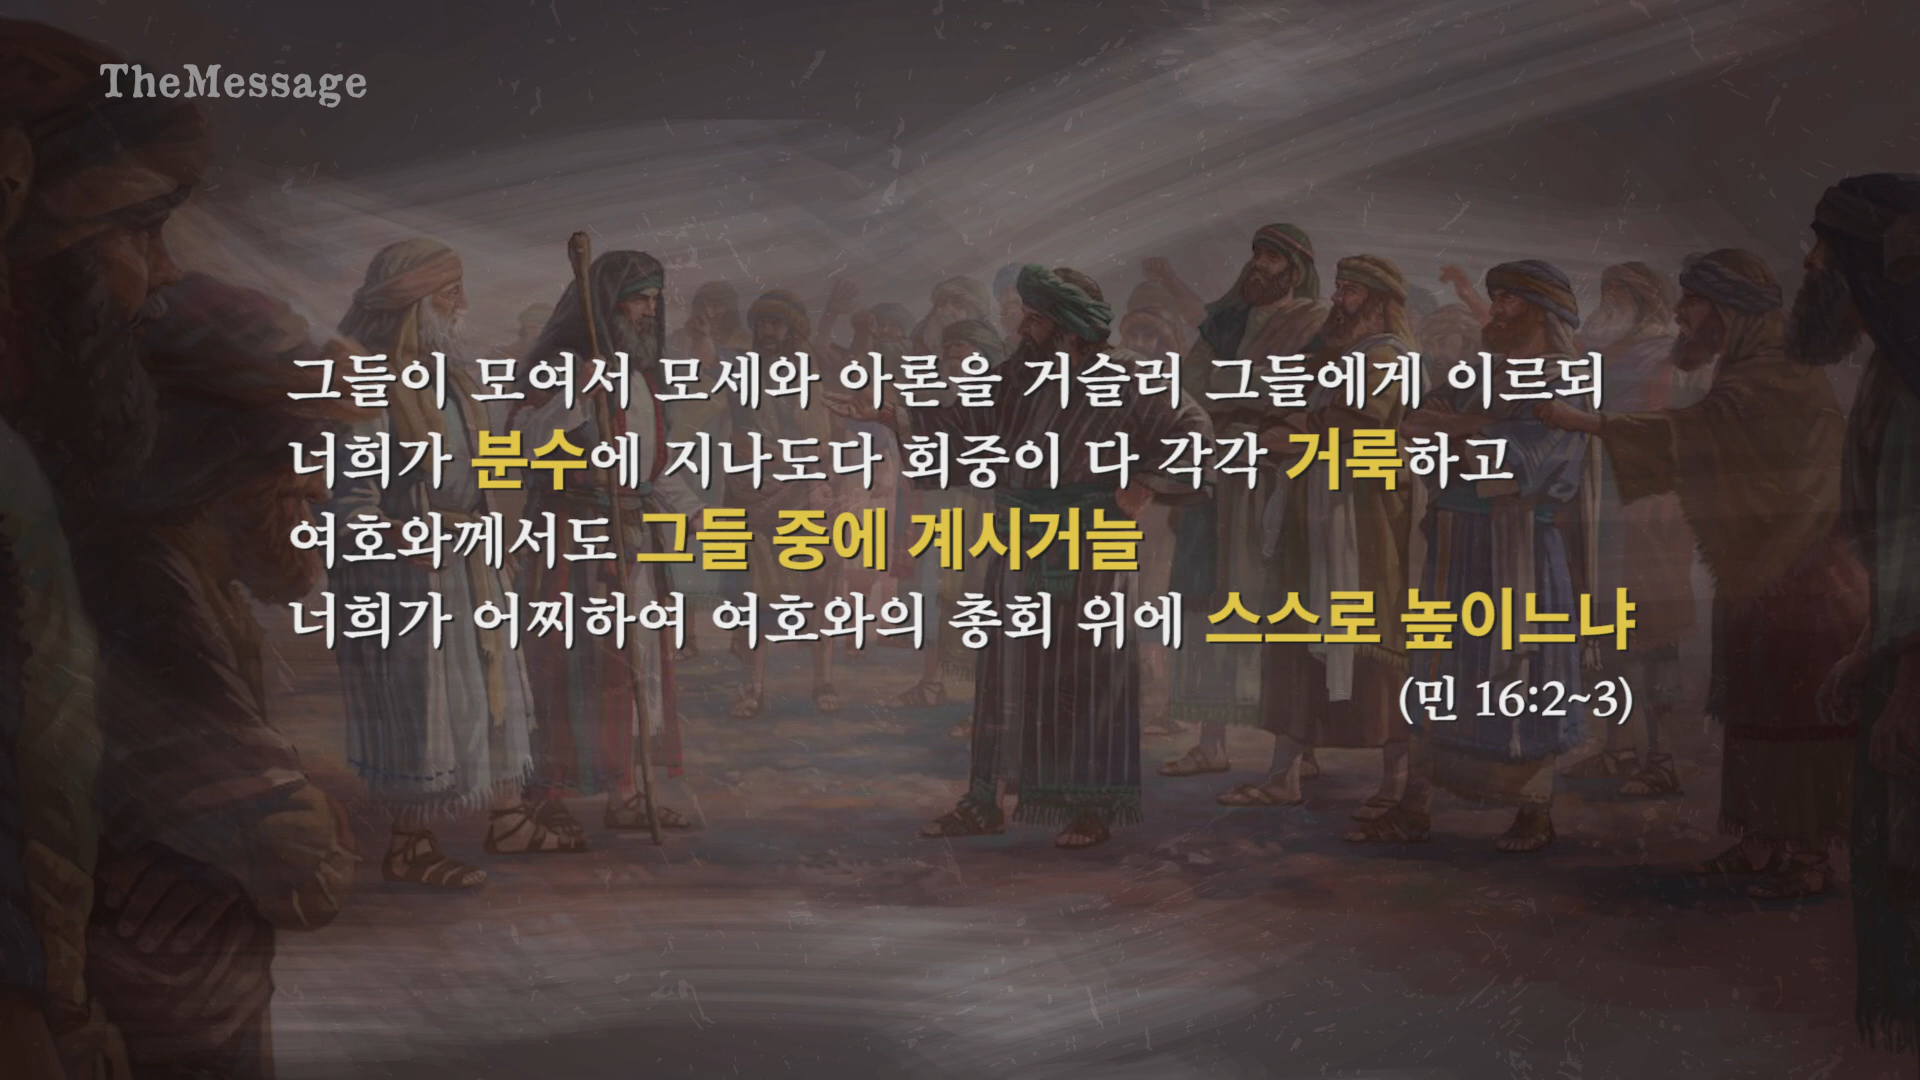 TheMessage
그들이 모여서 모세와 아론을 거슬러 그들에게 이르되
너희가 분수에 지나도다 회중이 다 각각 거룩하고
여호와께서도 그들 중에 계시거늘
너희가 어찌하여 여호와의 총회 위에 스스로 높이느냐
(민 16:2~3)